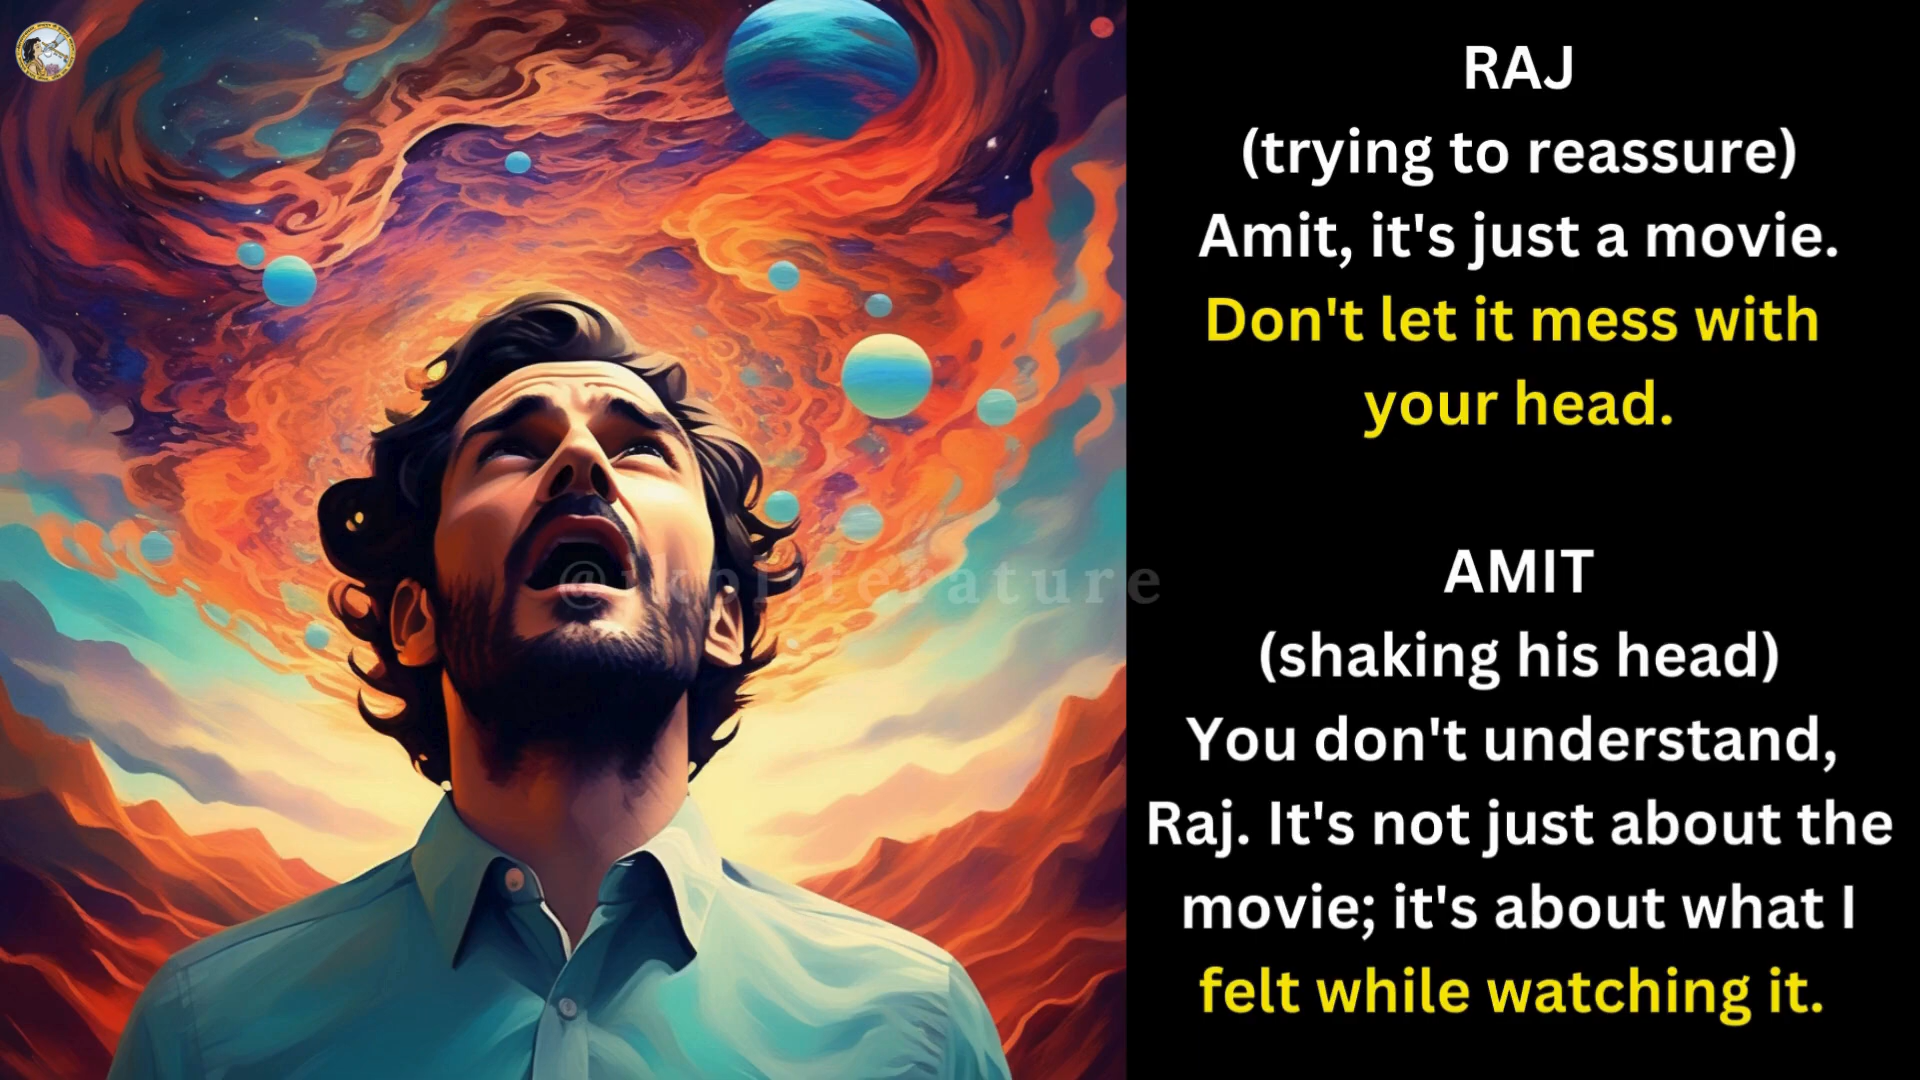 RAJ
(trying to reassure)
Amit, it's just a movie.
Don't let it mess with
your head.
AMIT
(shaking his head)
You don't understand,
Raj. It's not just about the
movie; it's about what I
felt while watching it.